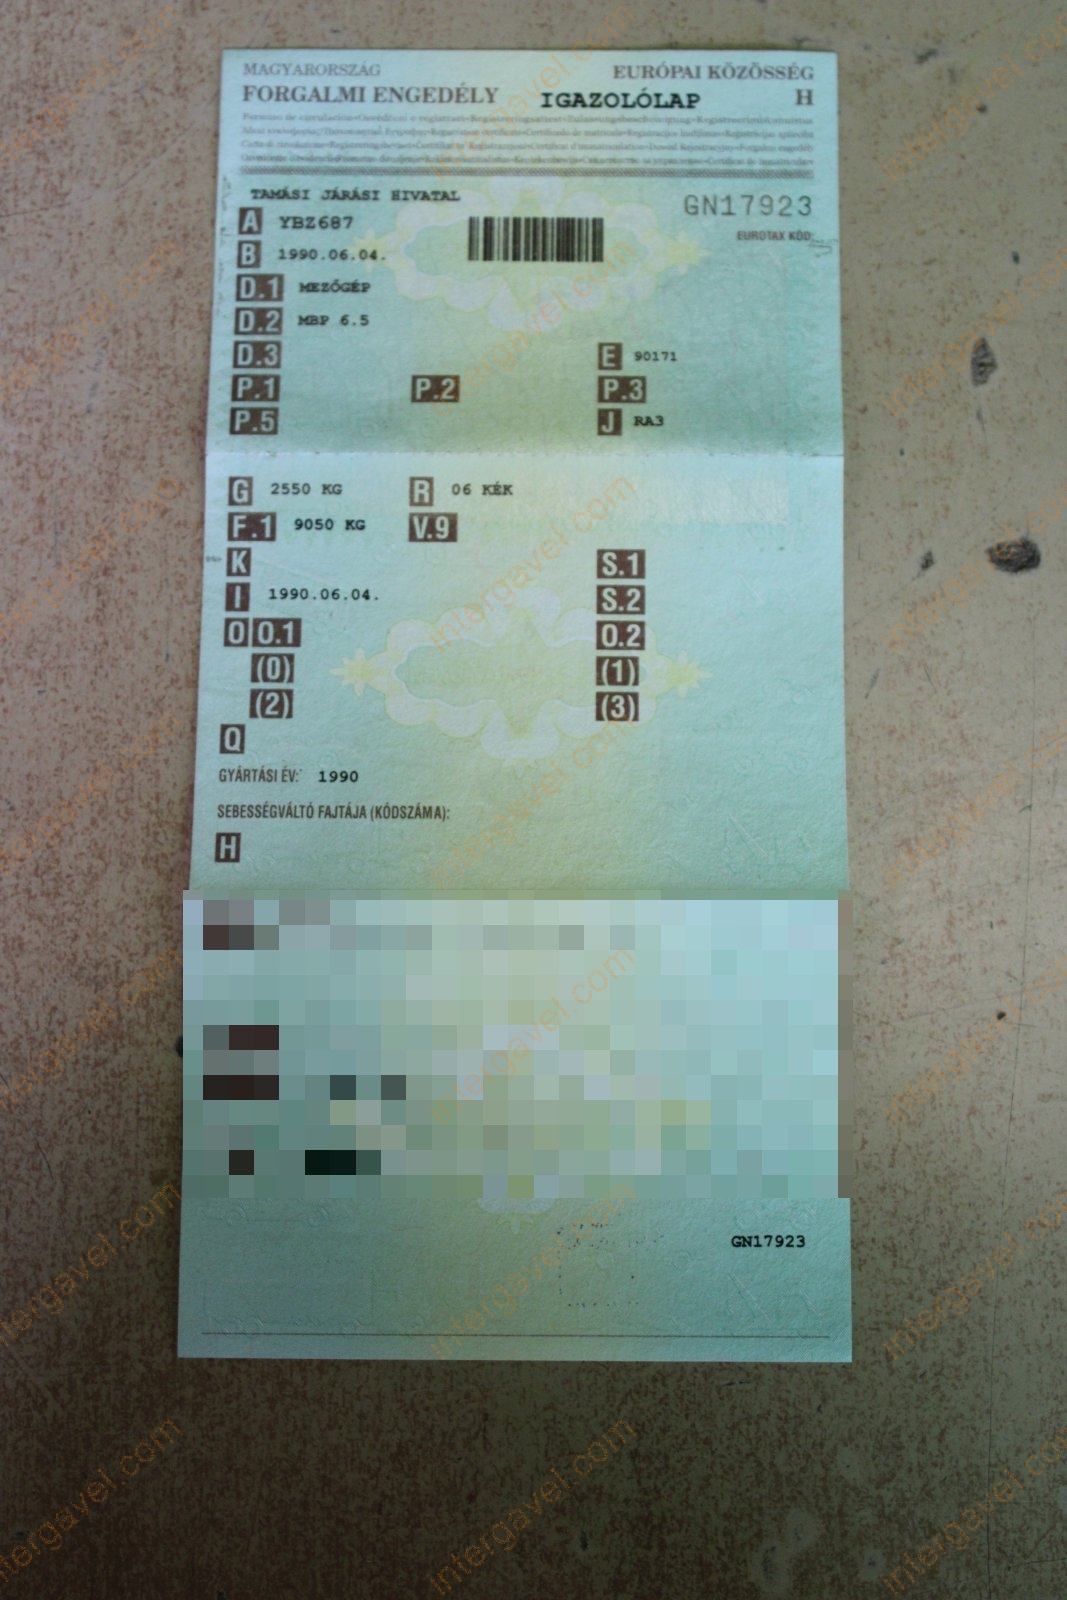 MAGYARORSZÁG EURÓPAI KÖZÖSSÉG
FORGALMI ENGEDÉLY IGAZOLÓLAP H
TAMÁSI JÁRÁSI HIVATAL
GN17923
A YBZ687
EUROTAX KÓD:
B 1990.06.04.
D.1 MEZŐGÉP
D.2 MBP 6.5
D.3 E 90171
P.1 P.2 P.3
P.5 J RA3
G 2550 KG R 06 KÉK
F.1 9050 KG V.9
K S.1
I 1990.06.04. S.2
O O.1 O.2
(0) (1)
(2) (3)
Q
GYÁRTÁSI ÉV: 1990
SEBESSÉGVÁLTÓ FAJTÁJA (KÓDSZÁMA):
H
GN17923
intergavel.com